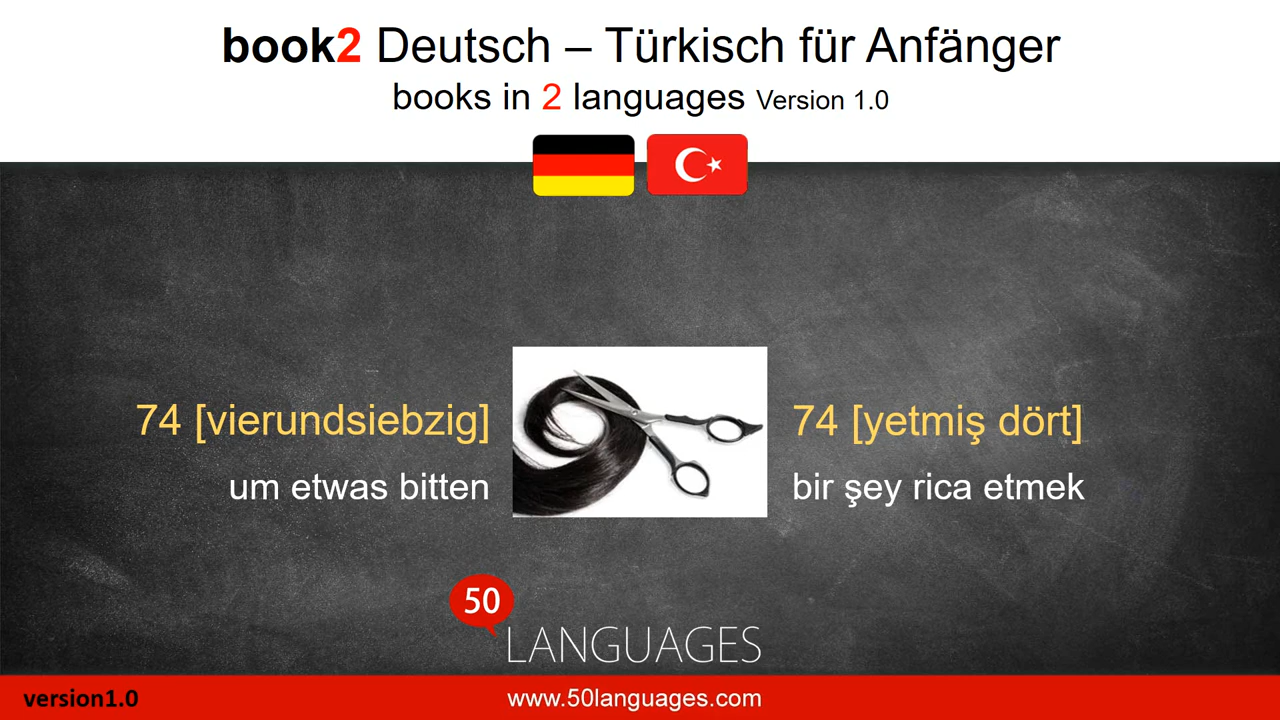 book2 Deutsch – Türkisch für Anfänger
books in 2 languages Version 1.0
74 [vierundsiebzig]
um etwas bitten
74 [yetmiş dört]
bir şey rica etmek
50
LANGUAGES
version1.0
www.50languages.com